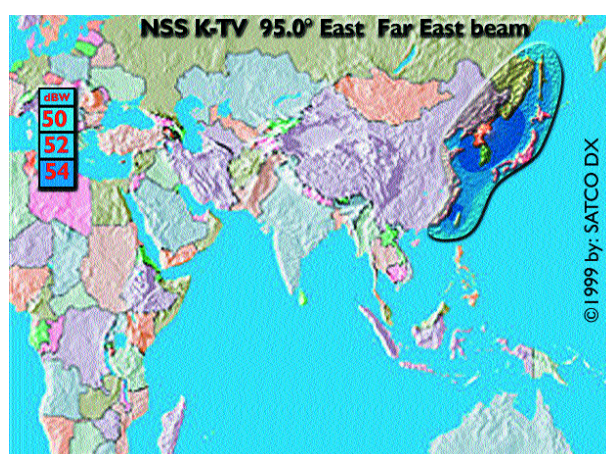 NSS K-TV 95.0° East Far East beam
dBW
50
52
54
©1999 by: SATCO DX